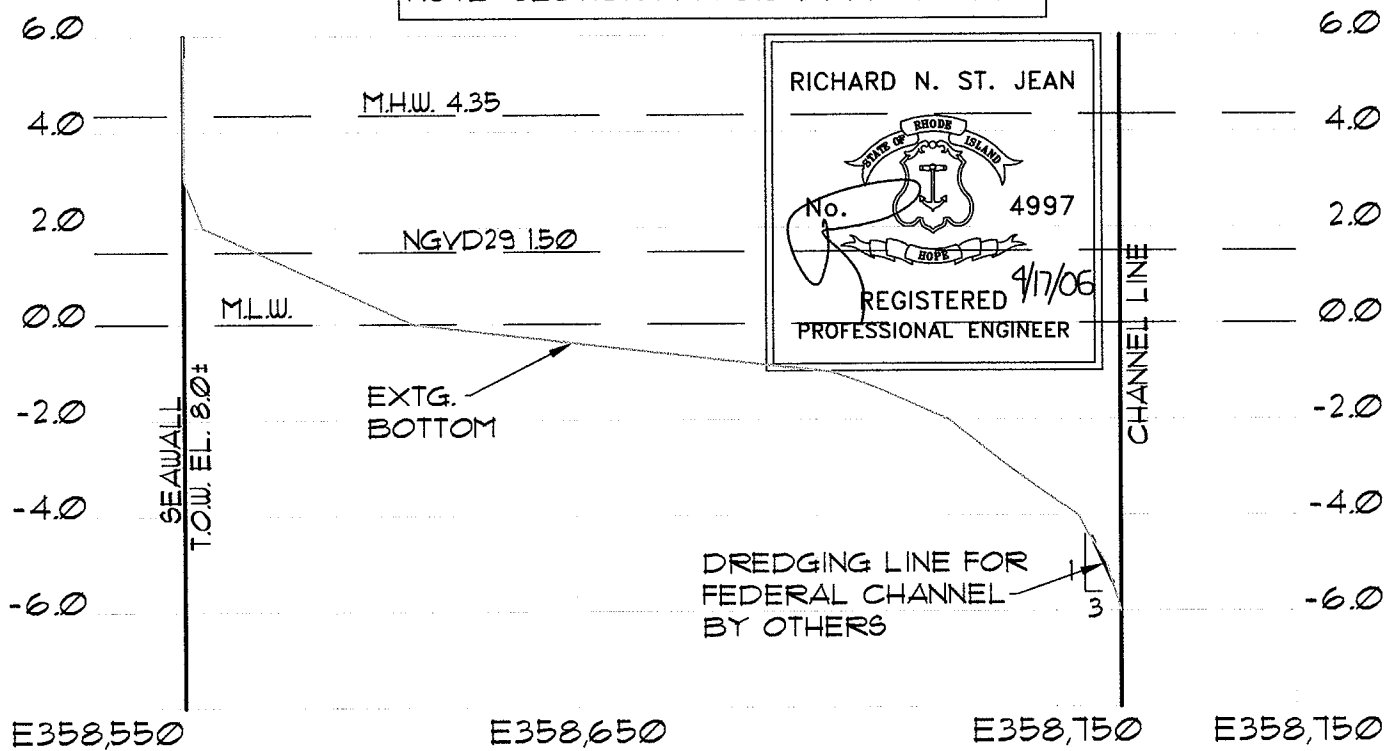 6.0
6.0
RICHARD N. ST. JEAN
M.H.W. 4.35
4.0
4.0
STATE OF RHODE ISLAND
No. 4997
2.0
2.0
NGVD29 1.50
HOPE
4/17/06
REGISTERED
PROFESSIONAL ENGINEER
0.0
M.L.W.
0.0
CHANNEL LINE
EXTG.
BOTTOM
-2.0
-2.0
SEAWALL
T.O.W. EL. 8.0±
-4.0
-4.0
DREDGING LINE FOR
FEDERAL CHANNEL
BY OTHERS
1
3
-6.0
-6.0
E358,550 E358,650 E358,750 E358,750